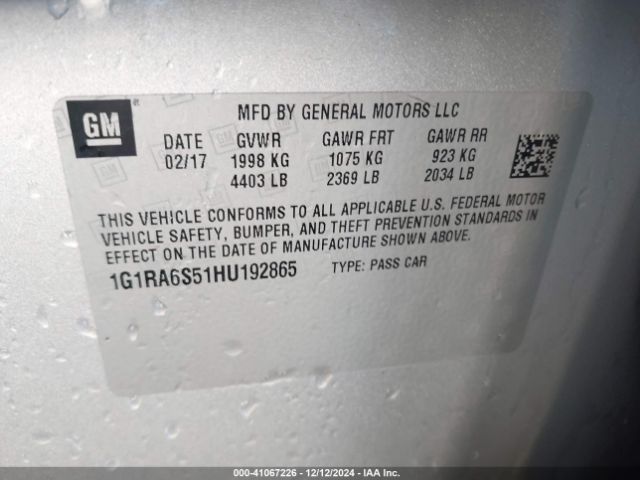 GM
MFD BY GENERAL MOTORS LLC
DATE GVWR GAWR FRT GAWR RR
02/17 1998 KG 1075 KG 923 KG
4403 LB 2369 LB 2034 LB
THIS VEHICLE CONFORMS TO ALL APPLICABLE U.S. FEDERAL MOTOR
VEHICLE SAFETY, BUMPER, AND THEFT PREVENTION STANDARDS IN
EFFECT ON THE DATE OF MANUFACTURE SHOWN ABOVE.
1G1RA6S51HU192865 TYPE: PASS CAR
000-41067226 - 12/12/2024 - IAA Inc.